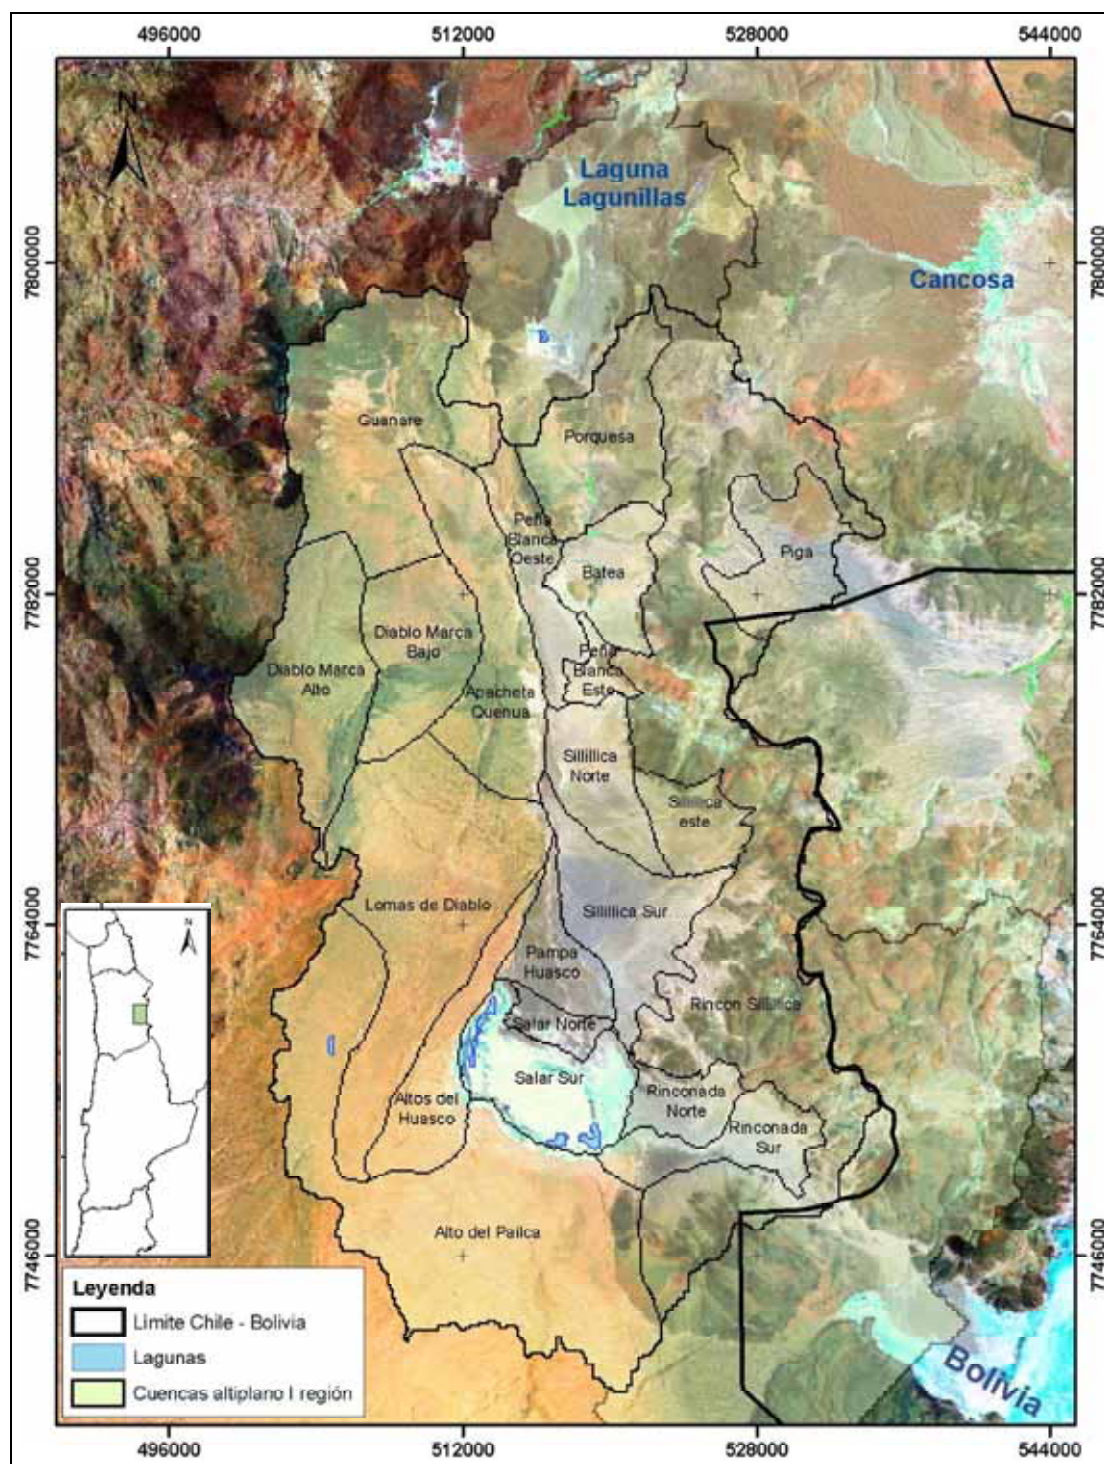 496000
512000
528000
544000
N
Laguna
Lagunillas
7800000
7800000
Cancosa
Guanare
Porquesa
Peña
Blanca
Oeste
Piga
Batea
7782000
7782000
Diablo Marca
Bajo
Peña
Blanca
Este
Diablo Marca
Alto
Apacheta
Quenua
Sillillica
Norte
Sillillica
este
Lomas de Diablo
Sillillica Sur
7764000
7764000
N
Pampa
Huasco
Rincon Sillilica
Salar Norte
Salar Sur
Altos del
Huasco
Rinconada
Norte
Rinconada
Sur
Alto del Pailca
7746000
7746000
Leyenda
Limite Chile - Bolivia
Lagunas
Cuencas altiplano I región
Bolivia
496000
512000
528000
544000